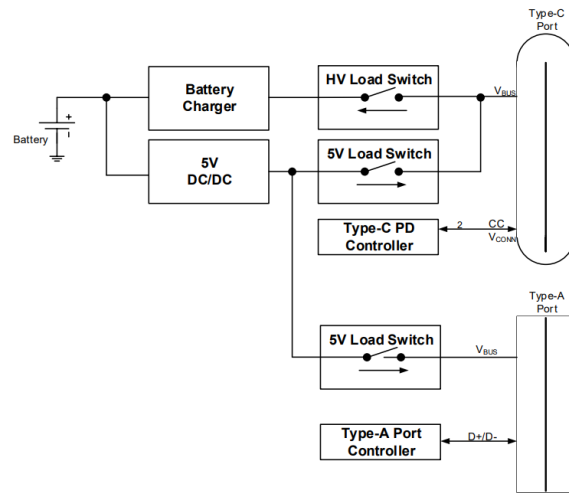 Type-C
Port
Battery
Charger
HV Load Switch
VBUS
+
-
Battery
5V
DC/DC
5V Load Switch
Type-C PD
Controller
2
CC
VCONN
Type-A
Port
5V Load Switch
VBUS
Type-A Port
Controller
D+/D-